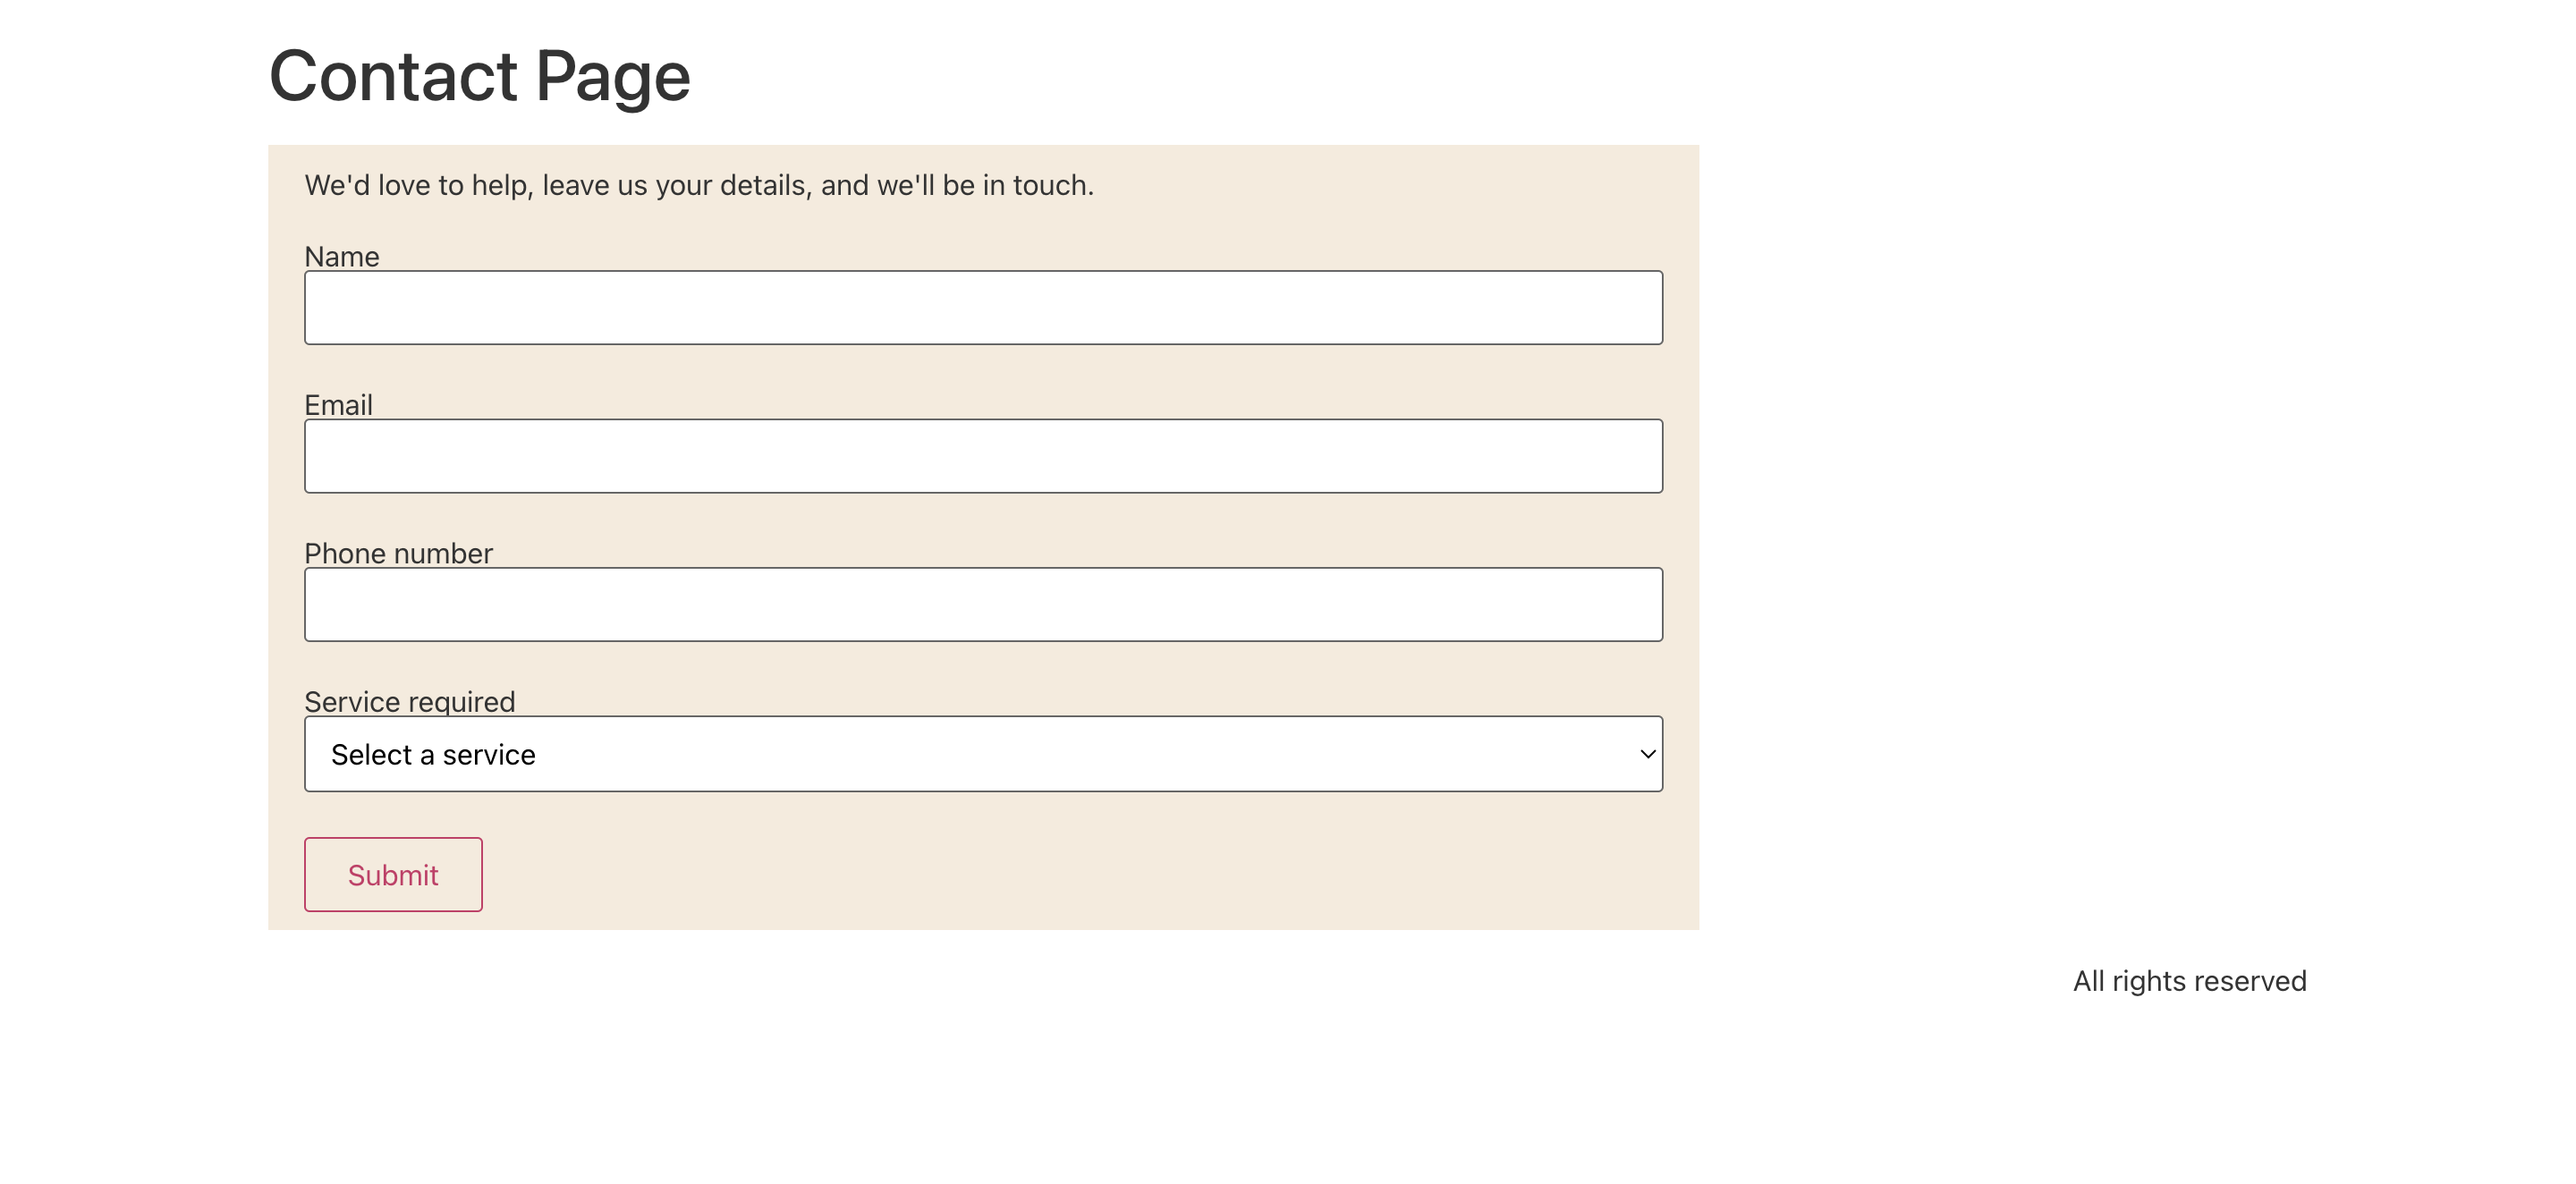 Contact Page
We'd love to help, leave us your details, and we'll be in touch.
Name
Email
Phone number
Service required
Select a service
Submit
All rights reserved